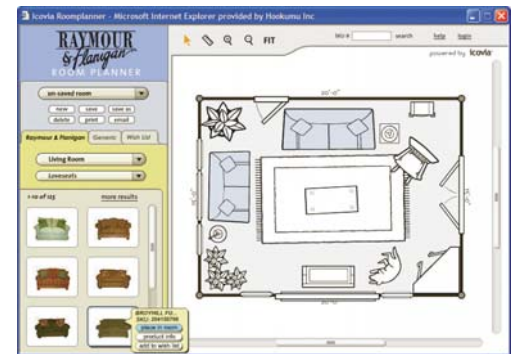 Icovia Roomplanner - Microsoft Internet Explorer provided by Hookumu Inc
RAYMOUR
& Flanigan
ROOM PLANNER
un-saved room
new save save as
delete print email
Raymour & Flanigan Generic Wish List
Living Room
Loveseats
more results
FIT
search
help login
powered by icovia
20'-0"
place in room
product info
add to wish list